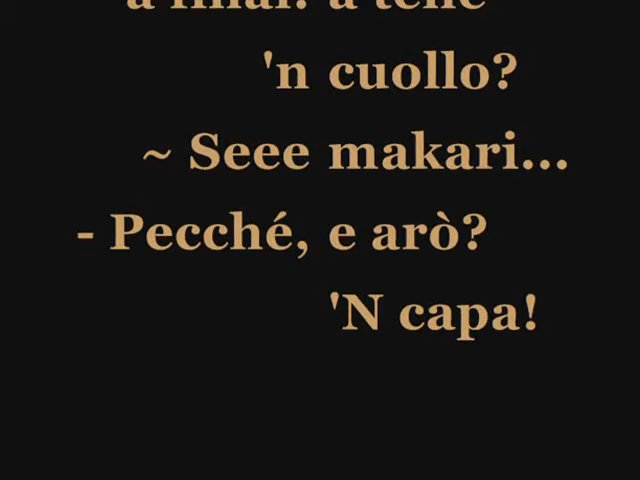 'n cuollo?
~ Seee makari...
- Pecché, e arò?
'N capa!